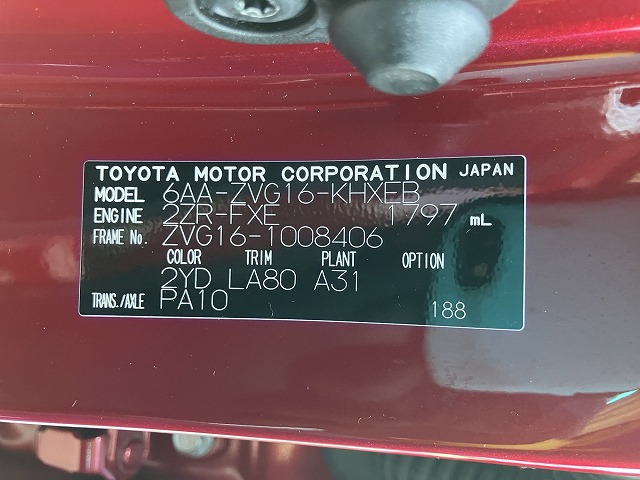 TOYOTA MOTOR CORPORATION JAPAN
MODEL 6AA-ZVG16-KHXEB
ENGINE 2ZR-FXE 1797 mL
FRAME No. ZVG16-1008406
COLOR TRIM PLANT OPTION
2YD LA80 A31
TRANS./AXLE PA10 188